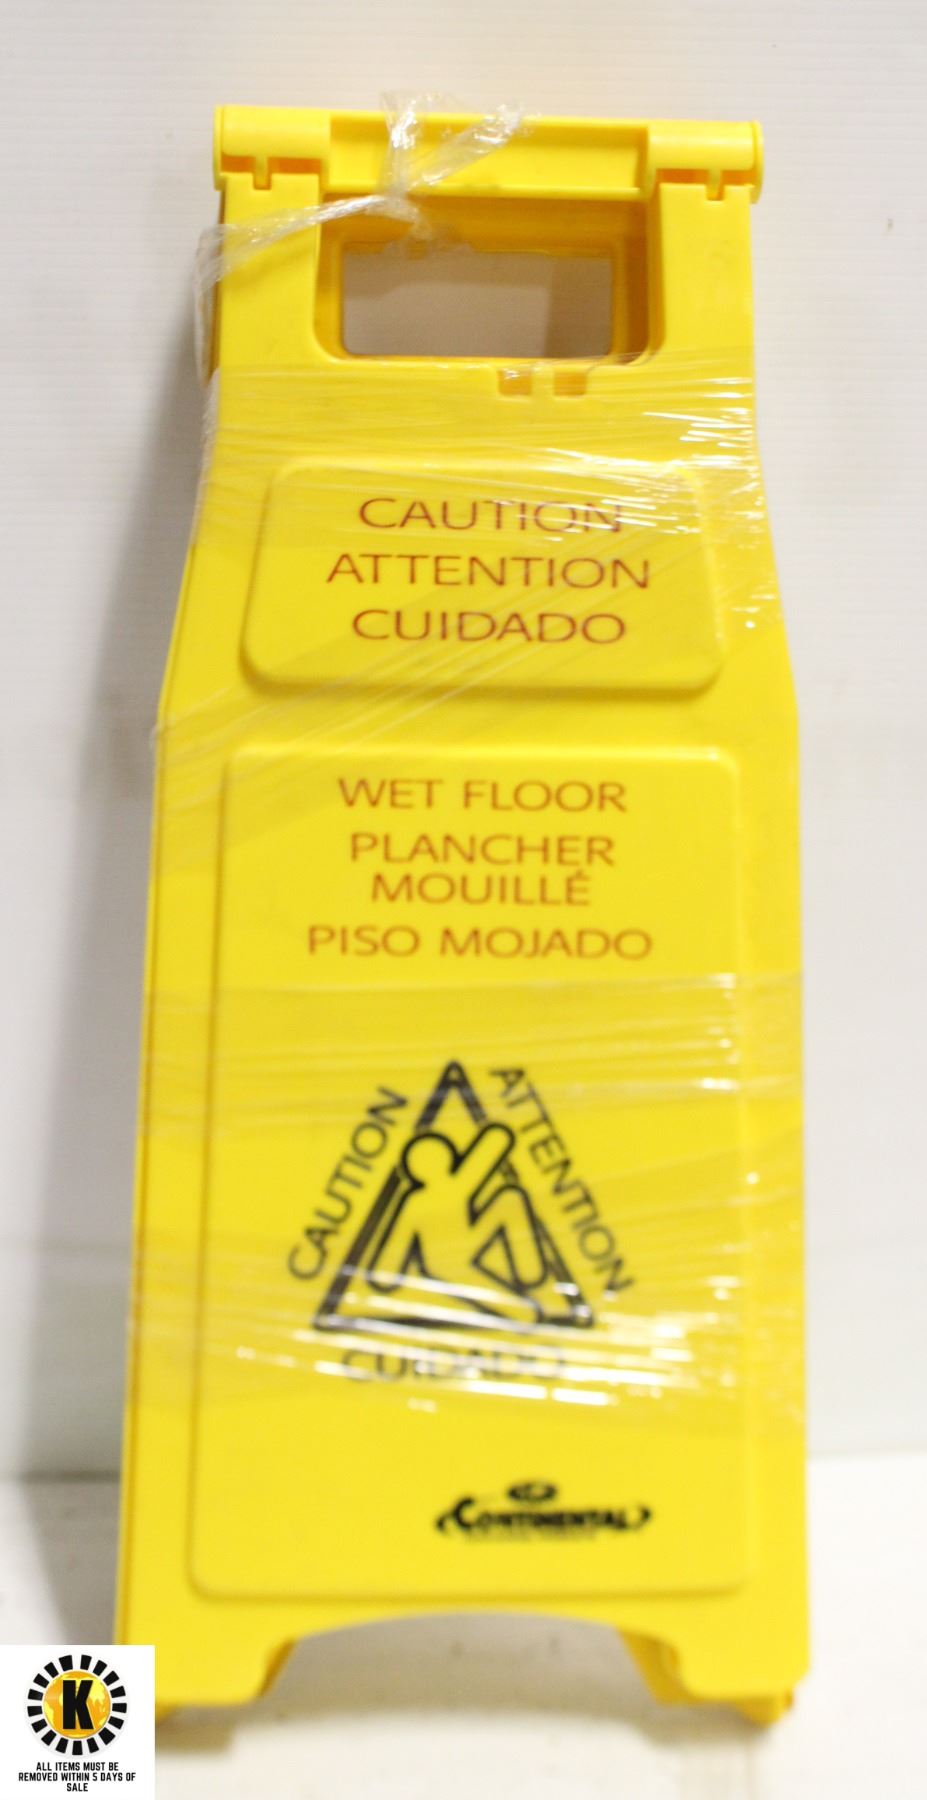 CAUTION
ATTENTION
CUIDADO
WET FLOOR
PLANCHER
MOUILLÉ
PISO MOJADO
CAUTION
ATTENTION
CUIDADO
CONTINENTAL
K
ALL ITEMS MUST BE
REMOVED WITHIN 5 DAYS OF
SALE